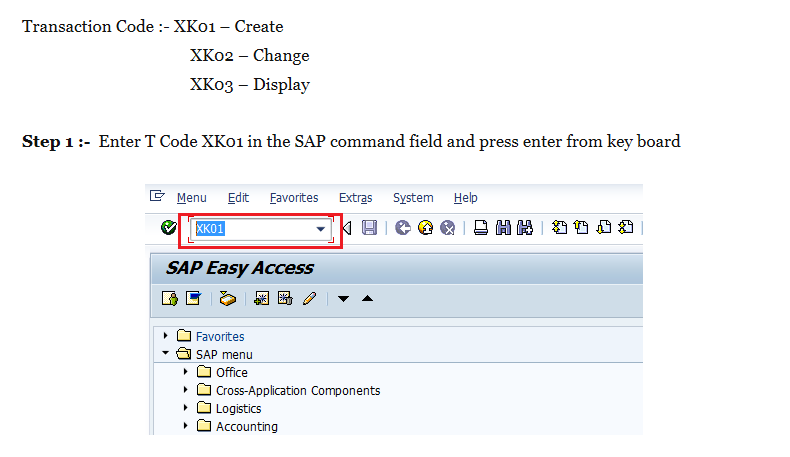 Transaction Code :- XK01 – Create
XK02 – Change
XK03 – Display
Step 1 :- Enter T Code XK01 in the SAP command field and press enter from key board
Menu Edit Favorites Extras System Help
XK01
SAP Easy Access
Favorites
SAP menu
Office
Cross-Application Components
Logistics
Accounting